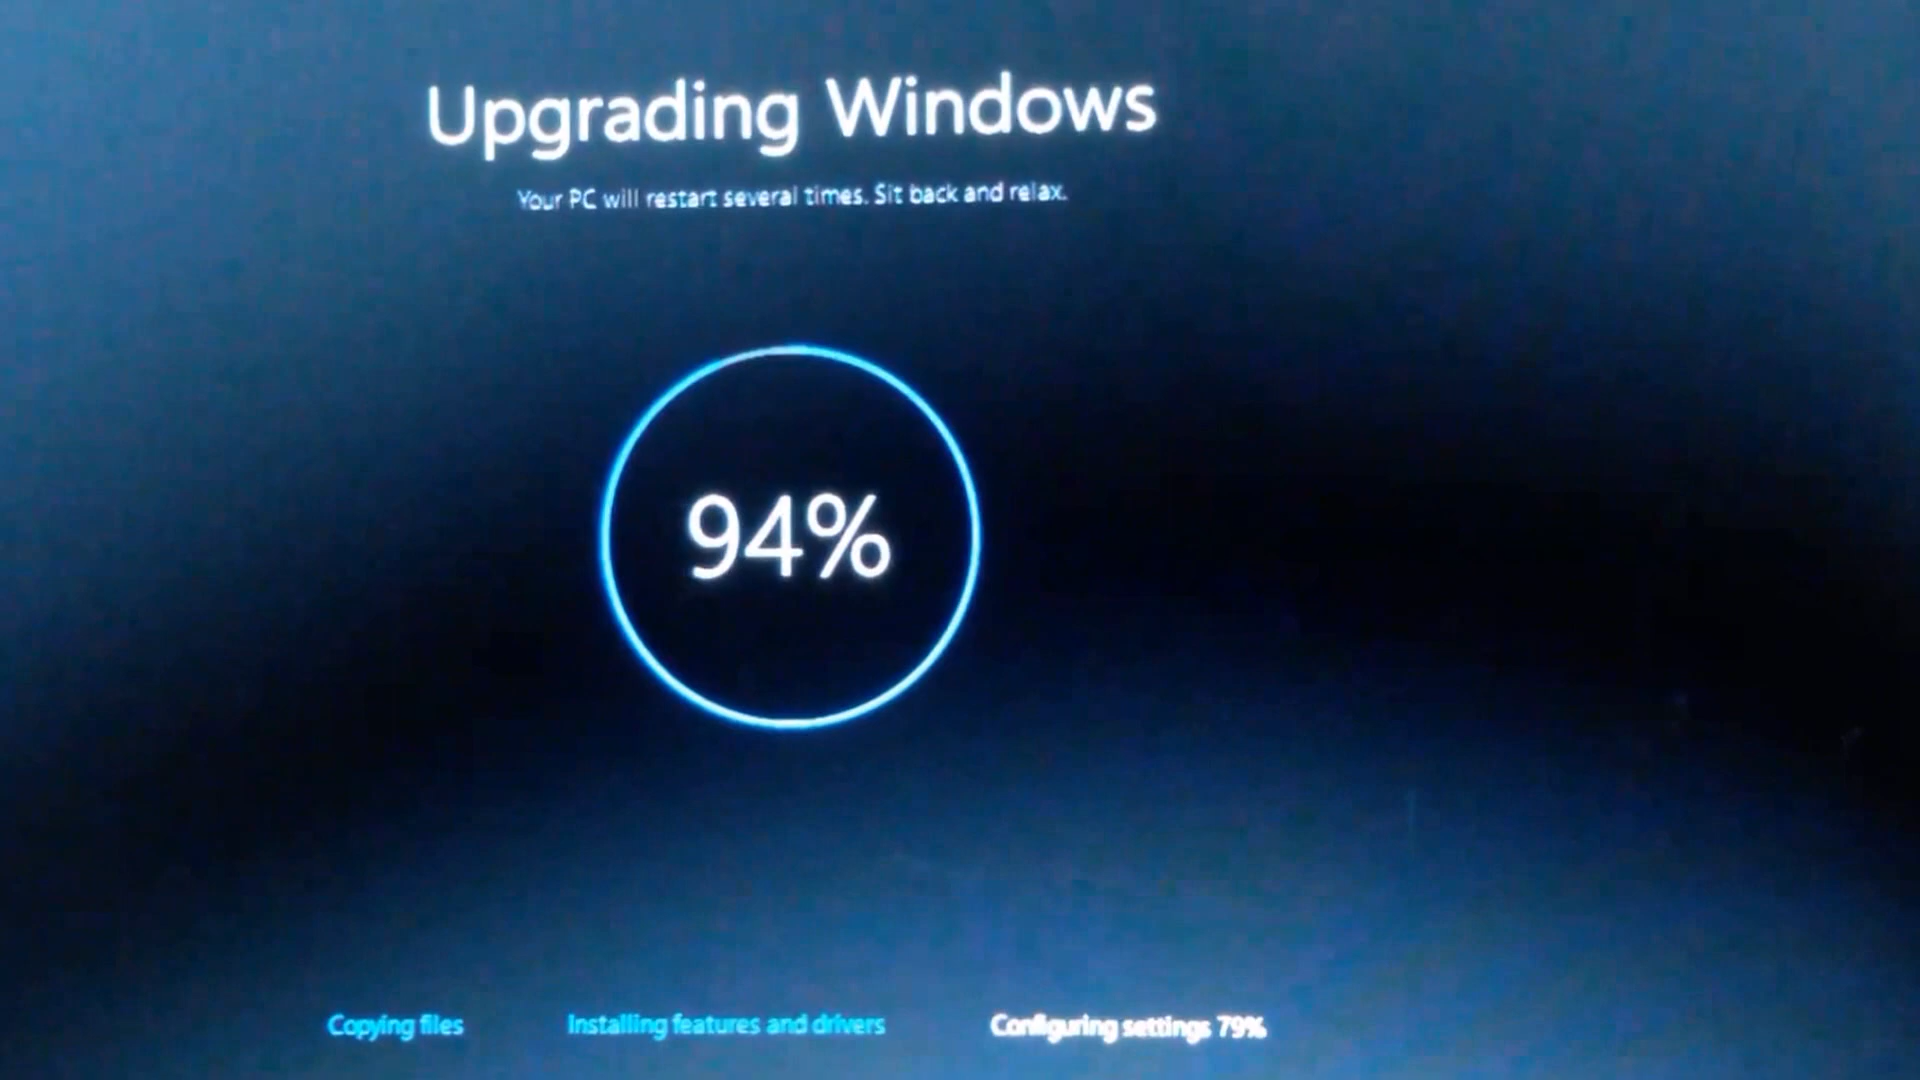 Upgrading Windows
Your PC will restart several times. Sit back and relax.
94%
Copying files
Installing features and drivers
Configuring settings 79%